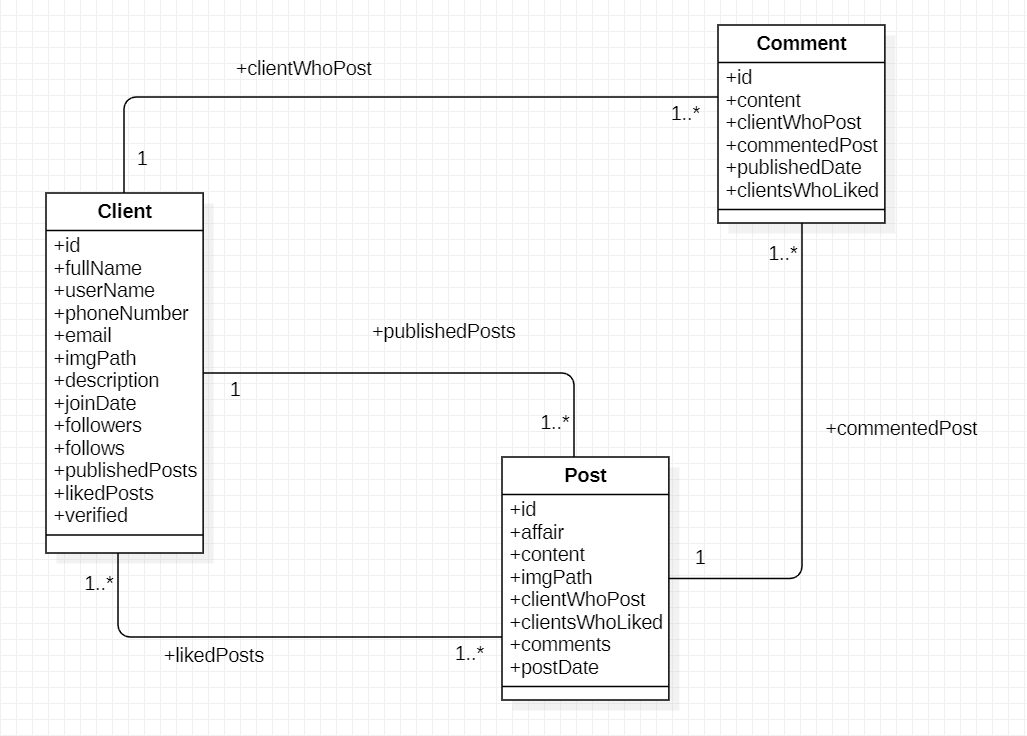 +clientWhoPost
1..*
1
Comment
+id
+content
+clientWhoPost
+commentedPost
+publishedDate
+clientsWhoLiked
1..*
Client
+id
+fullName
+userName
+phoneNumber
+email
+imgPath
+description
+joinDate
+followers
+follows
+publishedPosts
+likedPosts
+verified
+publishedPosts
1
1..*
+commentedPost
Post
+id
+affair
+content
+imgPath
+clientWhoPost
+clientsWhoLiked
+comments
+postDate
1
1..*
+likedPosts
1..*